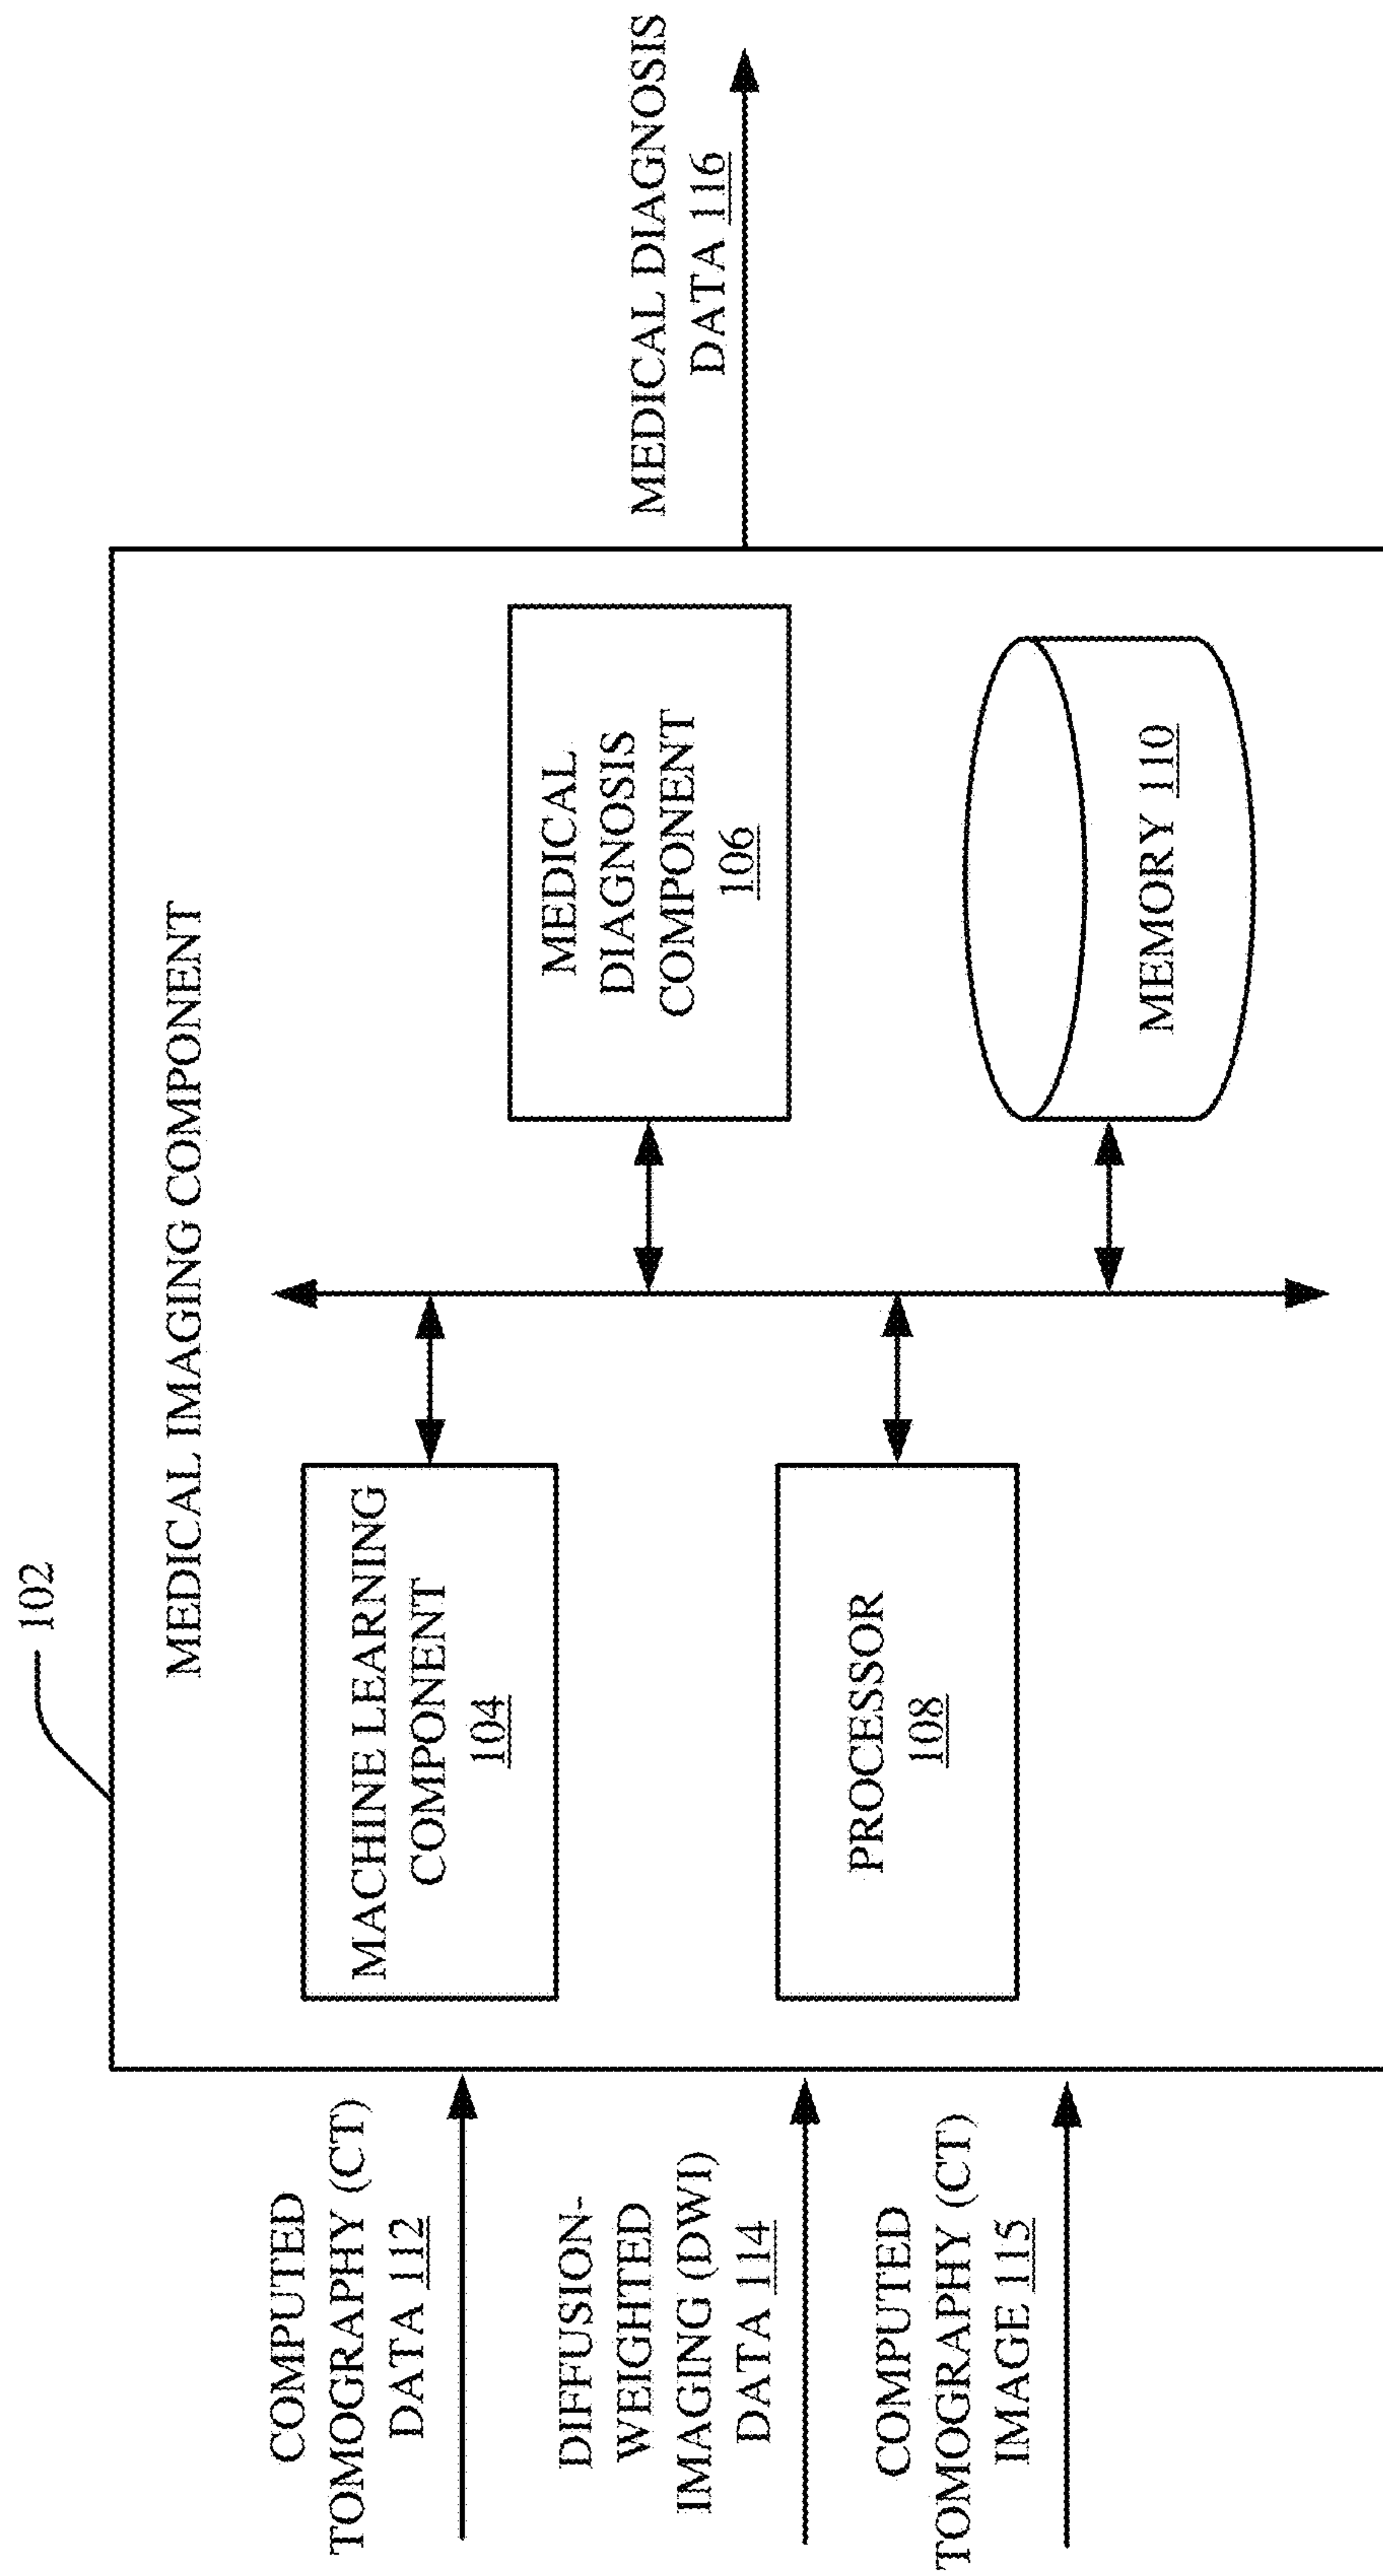 102
MEDICAL IMAGING COMPONENT
COMPUTED
TOMOGRAPHY (CT)
DATA 112
DIFFUSION-
WEIGHTED
IMAGING (DWI)
DATA 114
COMPUTED
TOMOGRAPHY (CT)
IMAGE 115
MACHINE LEARNING
COMPONENT
104
PROCESSOR
108
MEDICAL
DIAGNOSIS
COMPONENT
106
MEMORY 110
MEDICAL DIAGNOSIS
DATA 116